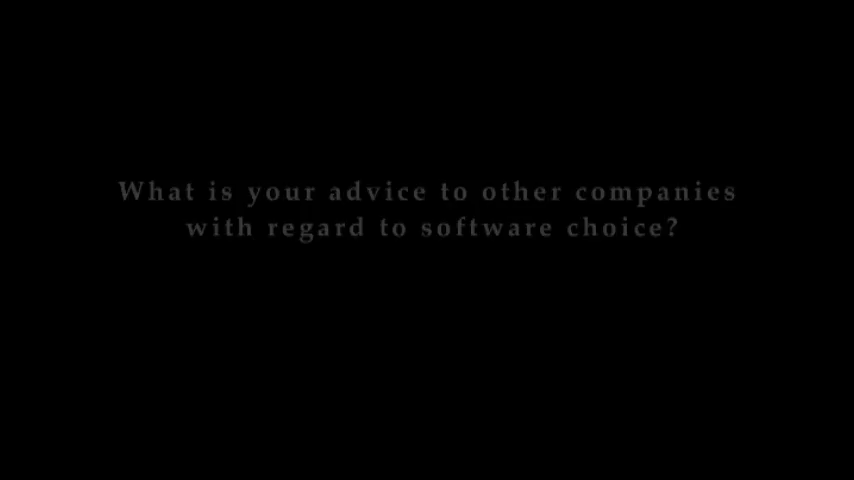 What is your advice to other companies
with regard to software choice?